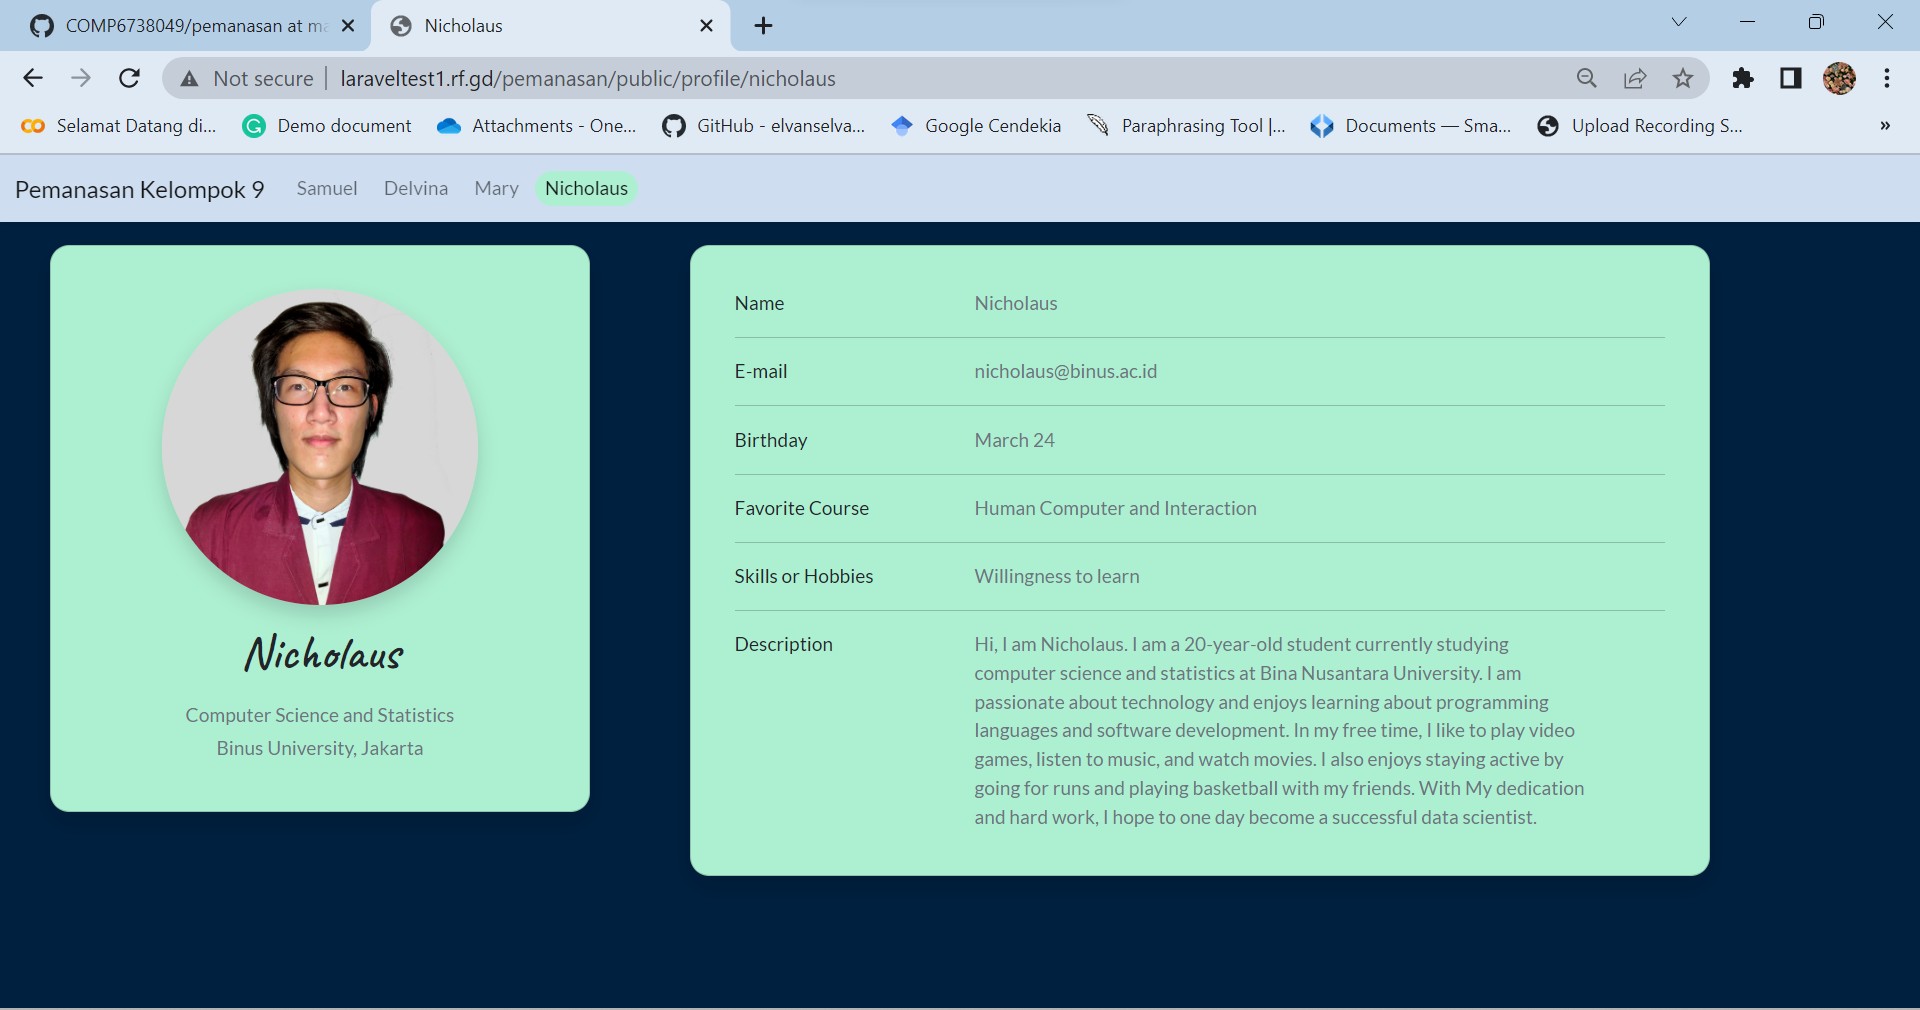 COMP6738049/pemanasan at ma
Nicholaus
Not secure
laraveltest1.rf.gd/pemanasan/public/profile/nicholaus
Selamat Datang di...
Demo document
Attachments - One...
GitHub - elvanselva...
Google Cendekia
Paraphrasing Tool |...
Documents — Sma...
Upload Recording S...
»
Pemanasan Kelompok 9
Samuel
Delvina
Mary
Nicholaus
Nicholaus
Computer Science and Statistics
Binus University, Jakarta
Name
Nicholaus
E-mail
nicholaus@binus.ac.id
Birthday
March 24
Favorite Course
Human Computer and Interaction
Skills or Hobbies
Willingness to learn
Description
Hi, I am Nicholaus. I am a 20-year-old student currently studying
computer science and statistics at Bina Nusantara University. I am
passionate about technology and enjoys learning about programming
languages and software development. In my free time, I like to play video
games, listen to music, and watch movies. I also enjoys staying active by
going for runs and playing basketball with my friends. With My dedication
and hard work, I hope to one day become a successful data scientist.